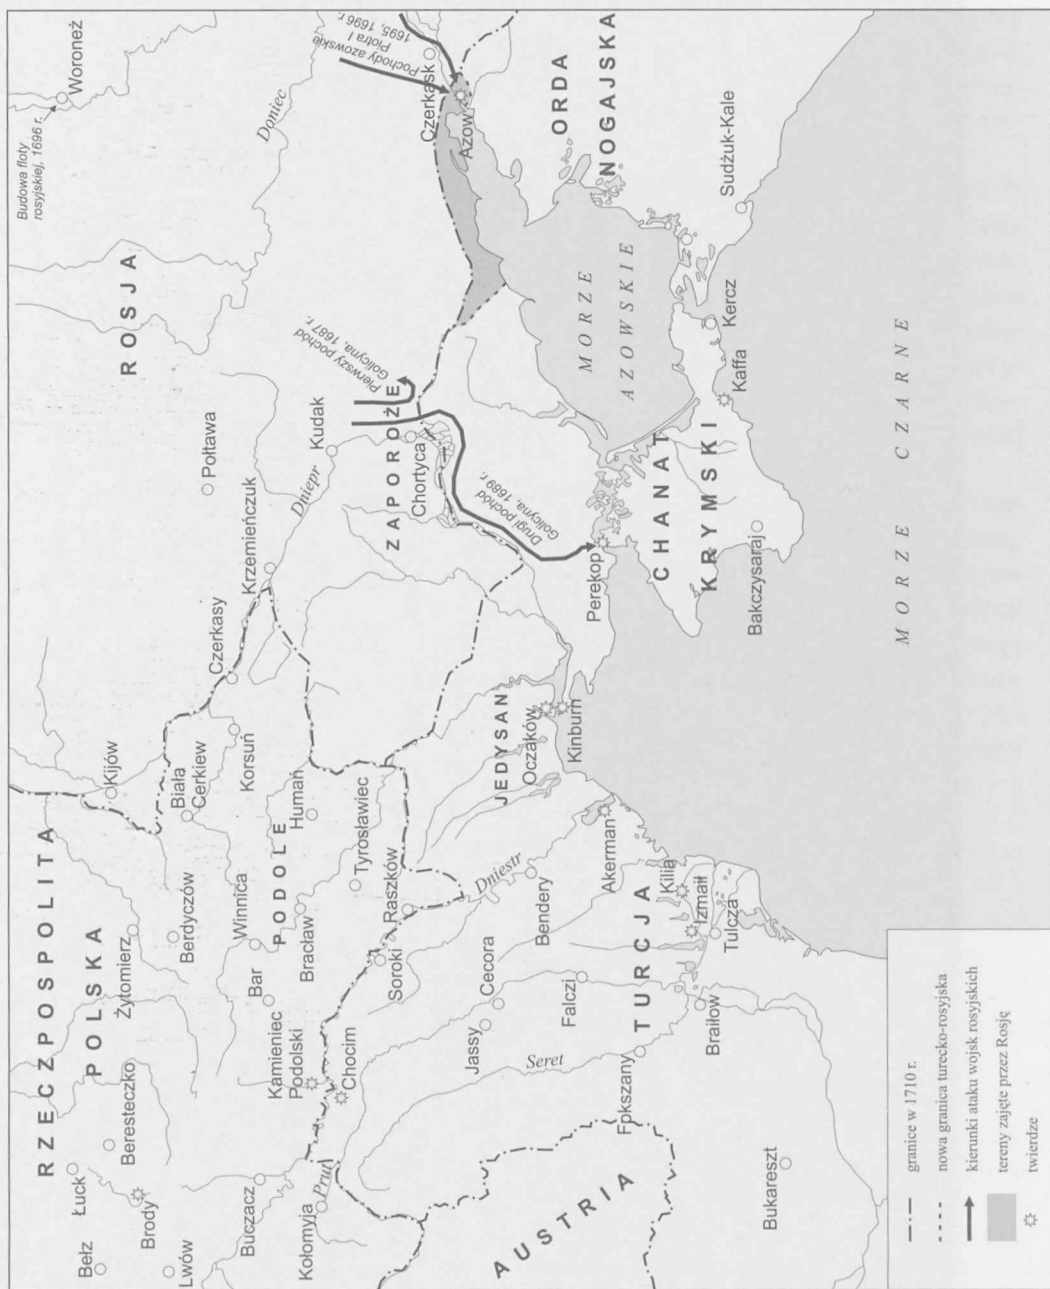 RZECZPOSPOLITA
POLSKA
ROSJA
Woroneż
Budowa floty
rosyjskiej, 1696 r.
Doniec
Pochody azowskie
Piotra I
1695, 1696 r.
Czerkask
Azow
ORDA
NOGAJSKA
Sudżuk-Kale
Łuck
Bełz
Beresteczko
Brody
Lwów
Żytomierz
Kijów
Berdyczów
Biała
Cerkiew
Czerkasy
Korsuń
Krzemieńczuk
Połtawa
Dniepr
Kudak
Pierwszy pochód
Golicyna, 1687 r.
ZAPOROŻE
Chortyca
Drugi pochód
Golicyna, 1689 r.
Winnica
PODOLE
Humań
Bar
Bracław
Tyrosławiec
Buczacz
Kamieniec
Podolski
Chocim
Kołomyja
Prut
Soroki
Raszków
Dniestr
JEDYSAN
Oczaków
Kinburn
Perekop
CHANAT
KRYMSKI
Bakczysaraj
Kaffa
Kercz
MORZE
AZOWSKIE
MORZE CZARNE
Jassy
Cecora
Bendery
Akerman
Seret
Falczi
TURCJA
Kilia
Izmaił
Tulcza
Fokszany
Braiłow
AUSTRIA
Bukareszt
granice w 1710 r.
nowa granica turecko-rosyjska
kierunki ataku wojsk rosyjskich
tereny zajęte przez Rosję
twierdze